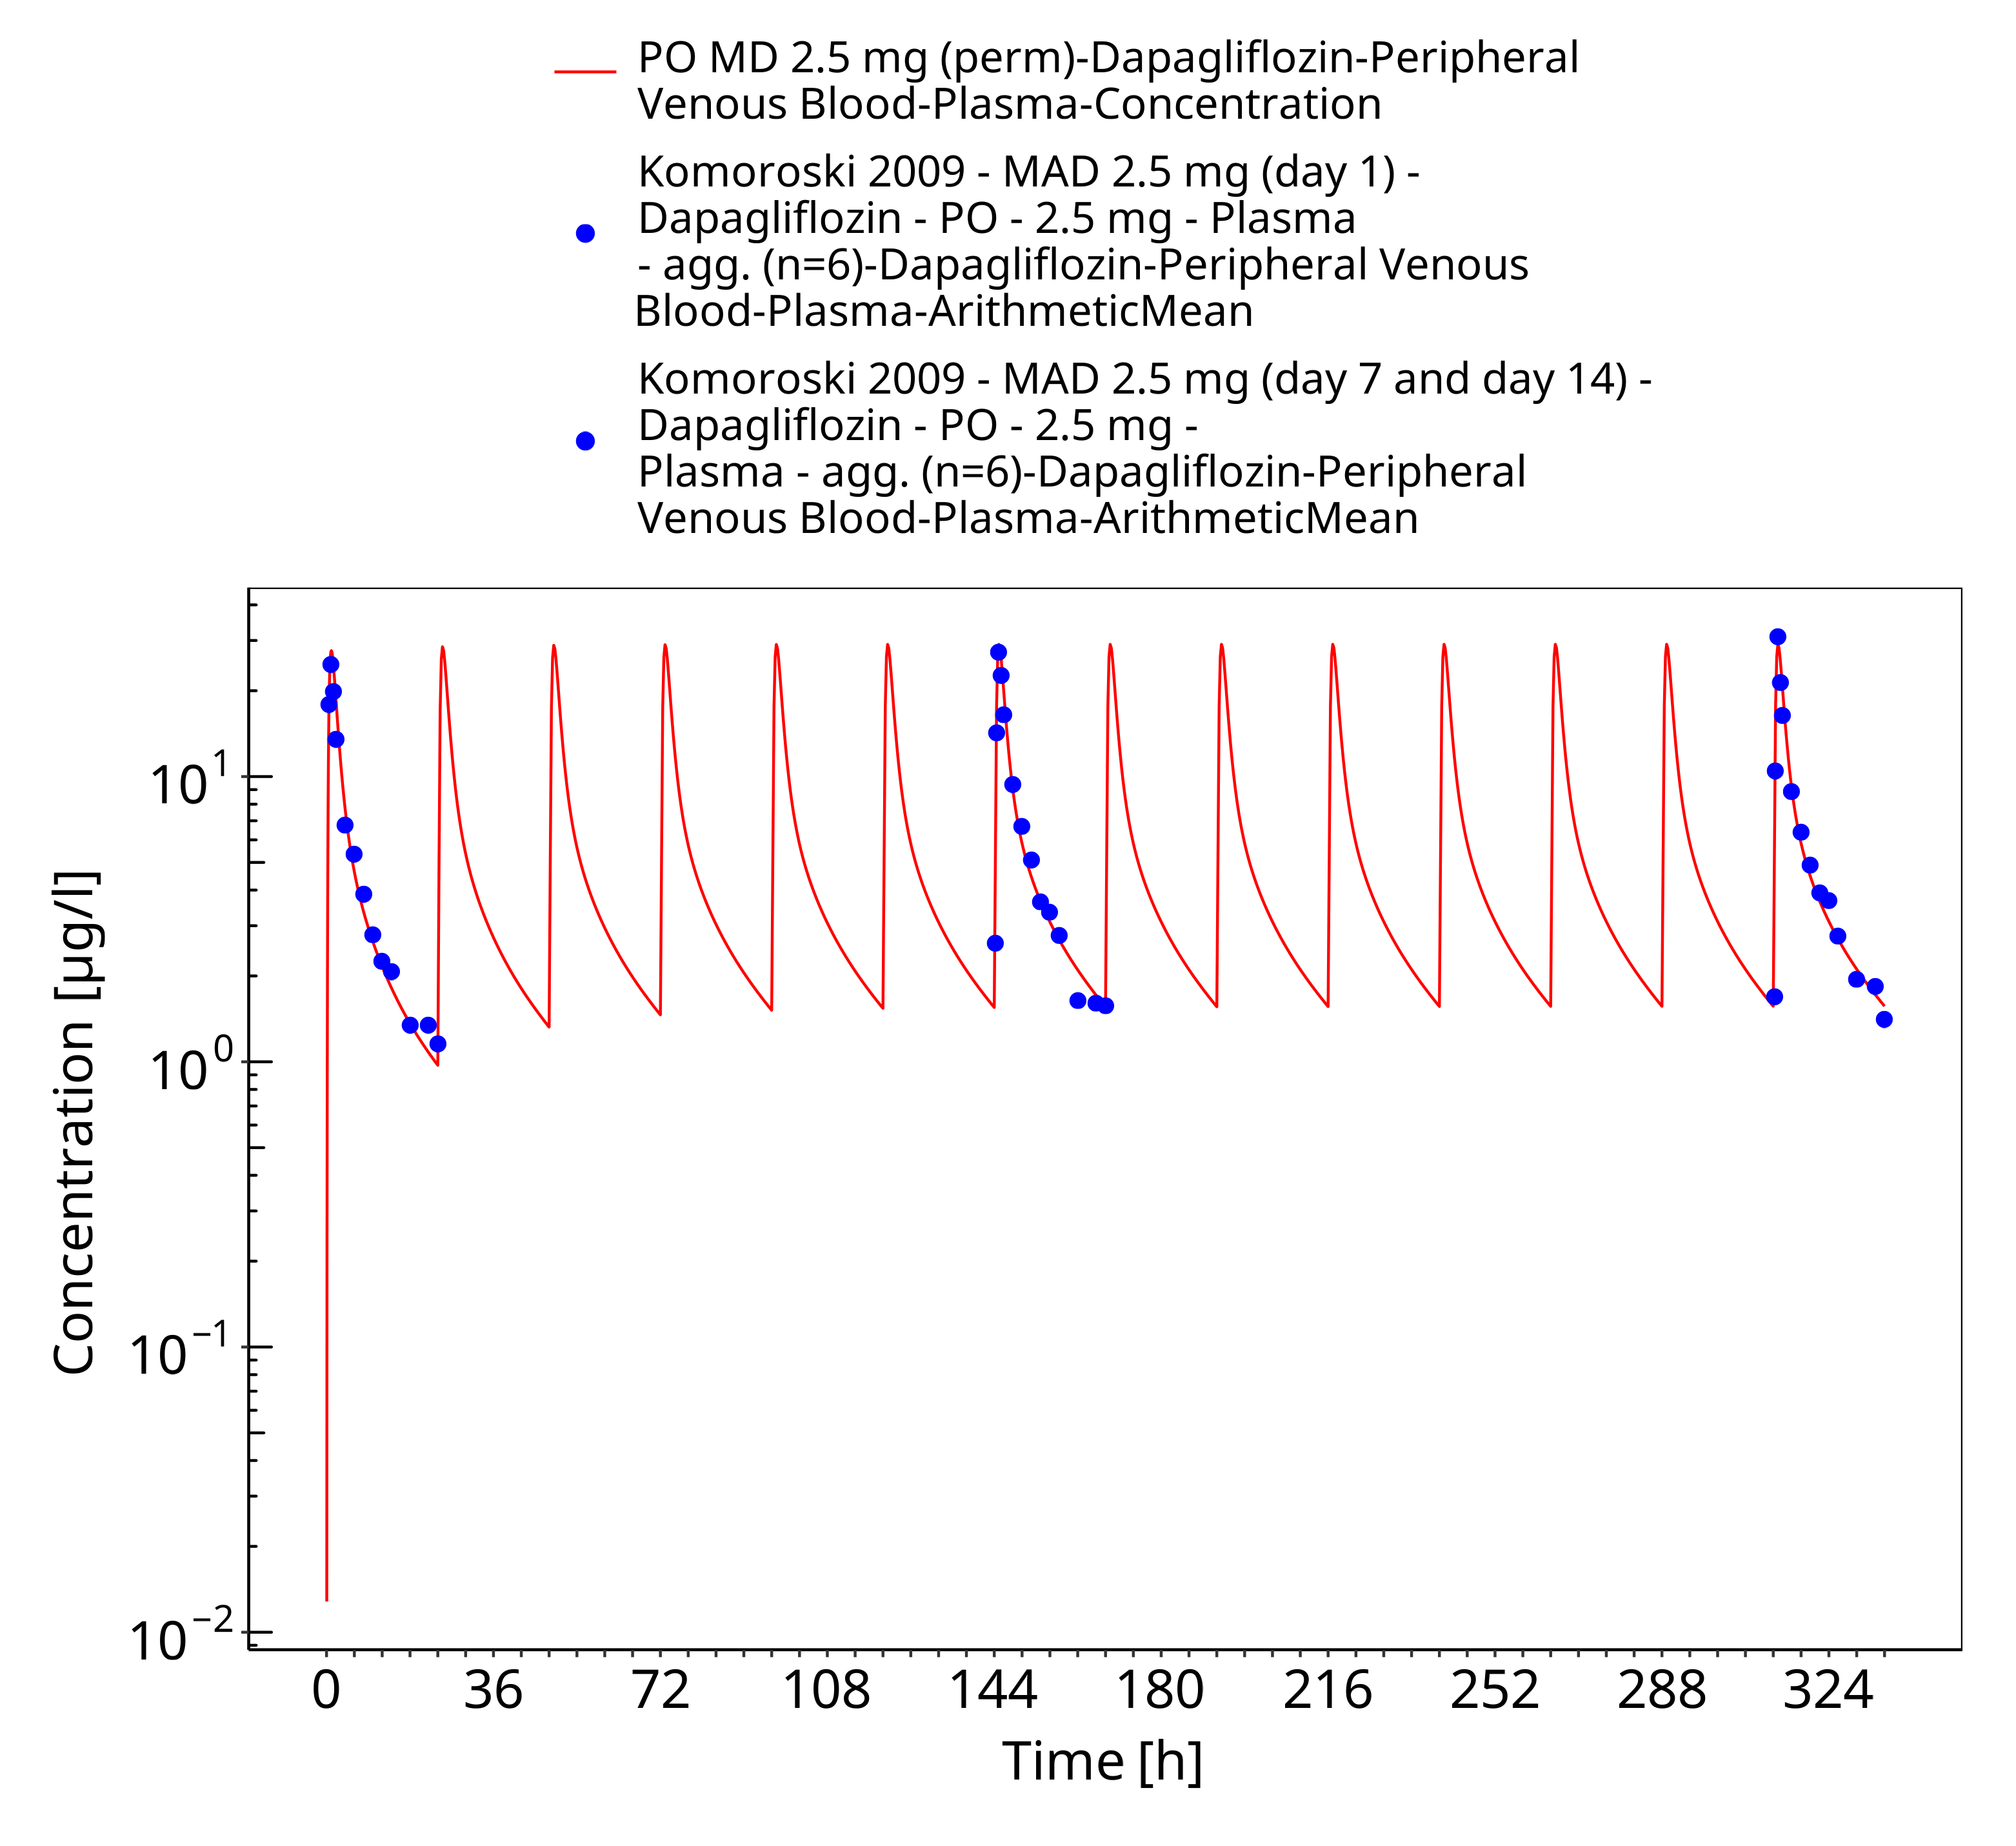 PO MD 2.5 mg (perm)-Dapagliflozin-Peripheral
Venous Blood-Plasma-Concentration
Komoroski 2009 - MAD 2.5 mg (day 1) -
Dapagliflozin - PO - 2.5 mg - Plasma
- agg. (n=6)-Dapagliflozin-Peripheral Venous
Blood-Plasma-ArithmeticMean
Komoroski 2009 - MAD 2.5 mg (day 7 and day 14) -
Dapagliflozin - PO - 2.5 mg -
Plasma - agg. (n=6)-Dapagliflozin-Peripheral
Venous Blood-Plasma-ArithmeticMean
Concentration [µg/l]
10¹
10⁰
10⁻¹
10⁻²
0 36 72 108 144 180 216 252 288 324
Time [h]